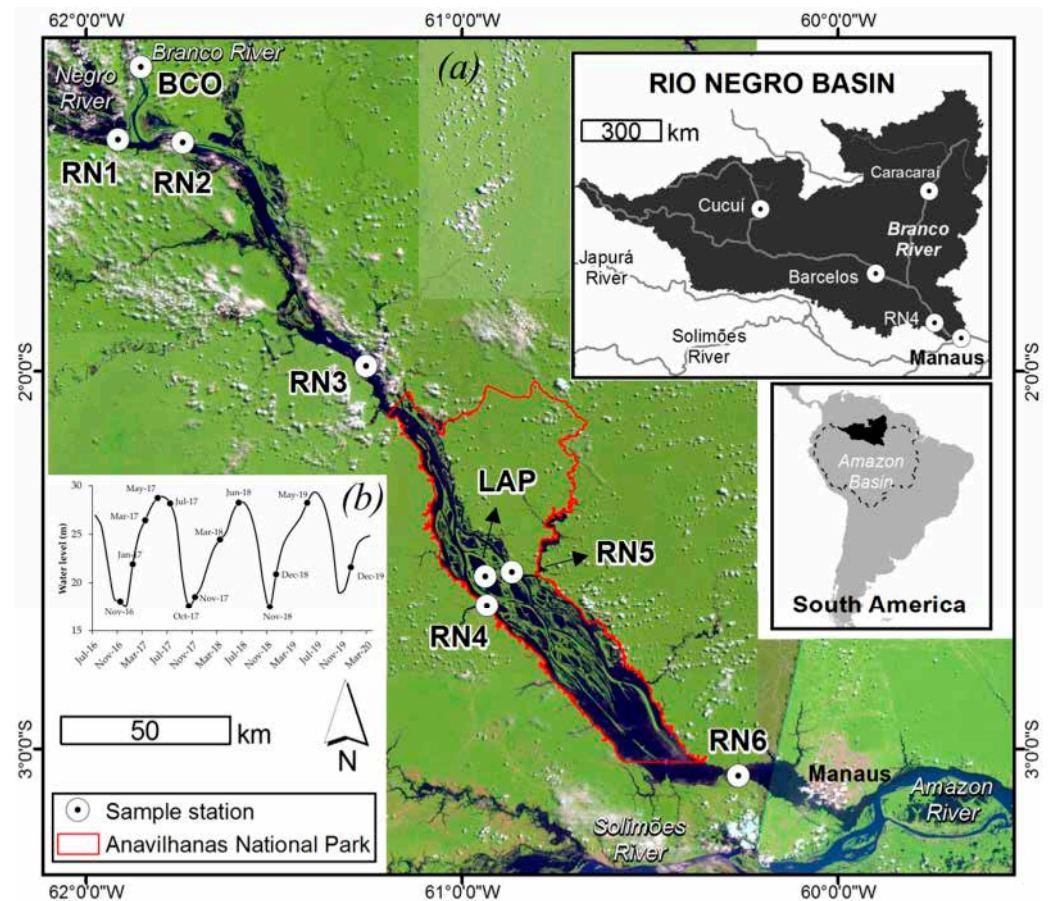 62°0'0"W
61°0'0"W
60°0'0"W
(a)
Branco River
Negro
River
BCO
RN1
RN2
RN3
LAP
RN5
RN4
RN6
Manaus
Amazon
River
Solimões
River
2°0'0"S
3°0'0"S
2°0'0"S
3°0'0"S
RIO NEGRO BASIN
300 km
Caracaraí
Cucuí
Branco
River
Japurá
River
Barcelos
RN4
Solimões
River
Manaus
Amazon
Basin
South America
(b)
Water level (m)
30
25
20
15
May-17
Jul-17
Jun-18
May-19
Mar-17
Mar-18
Jan-17
Dec-18
Dec-19
Nov-16
Nov-17
Oct-17
Nov-18
Jul-16
Nov-16
Mar-17
Jul-17
Nov-17
Mar-18
Jul-18
Nov-18
Mar-19
Jul-19
Nov-19
Mar-20
50 km
N
Sample station
Anavilhanas National Park
62°0'0"W
61°0'0"W
60°0'0"W